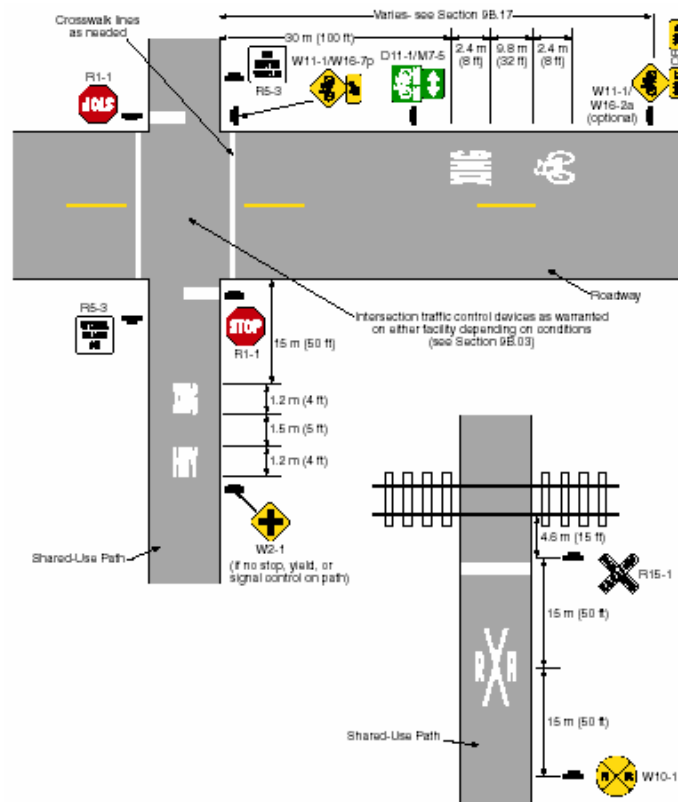 Crosswalk lines
as needed
Varies- see Section 9B.17
30 m (100 ft)
2.4 m
(8 ft)
9.8 m
(32 ft)
2.4 m
(8 ft)
R1-1
R5-3
W11-1/W16-7p
D11-1/M7-5
W11-1/
W16-2a
(optional)
STOP
Roadway
R5-3
STOP
R1-1
Intersection traffic control devices as warranted
on either facility depending on conditions
(see Section 9B.03)
15 m (50 ft)
1.2 m (4 ft)
1.5 m (5 ft)
1.2 m (4 ft)
W2-1
(if no stop, yield, or
signal control on path)
Shared-Use Path
4.6 m (15 ft)
R15-1
15 m (50 ft)
R R
15 m (50 ft)
Shared-Use Path
R R
W10-1